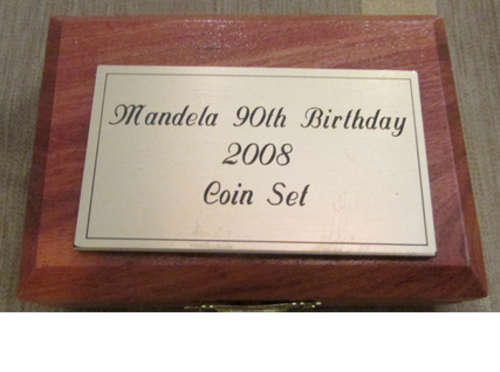 Mandela 90th Birthday
2008
Coin Set